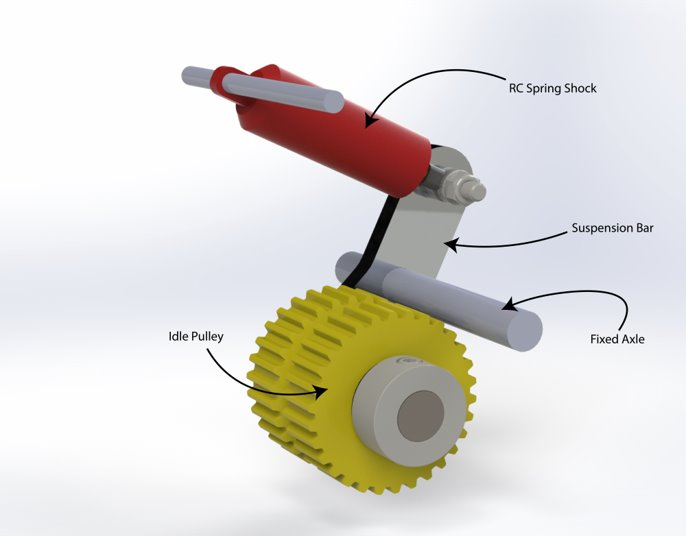 RC Spring Shock
Suspension Bar
Idle Pulley
Fixed Axle